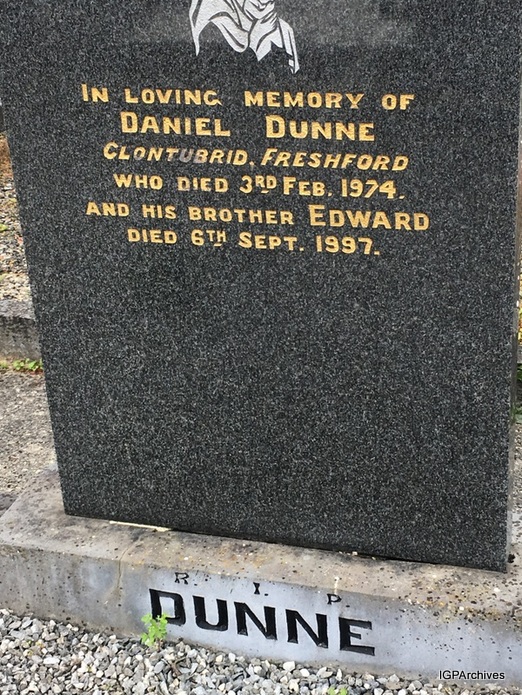 IN LOVING MEMORY OF
DANIEL DUNNE
CLONTUBRID, FRESHFORD
WHO DIED 3RD FEB. 1974.
AND HIS BROTHER EDWARD
DIED 6TH SEPT. 1997.
R. I. P
DUNNE
IGPArchives